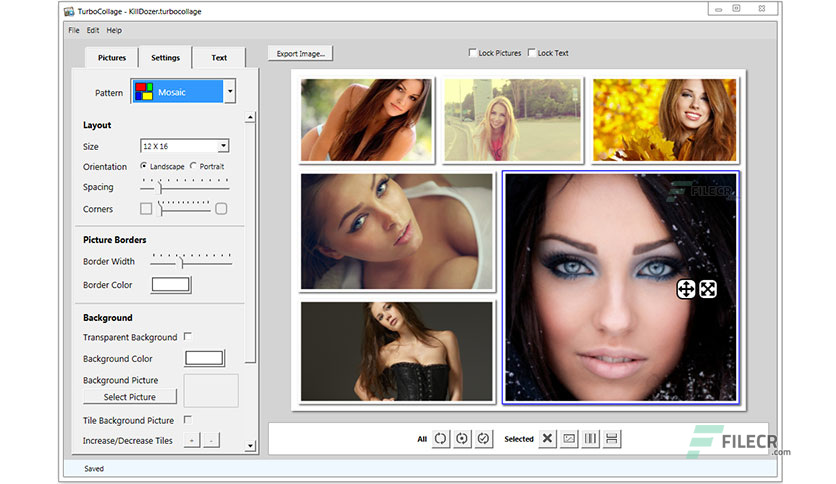 TurboCollage - KillDozer.turbocollage
File Edit Help
Pictures Settings Text
Export Image...
Lock Pictures Lock Text
Pattern Mosaic
Layout
Size 12 X 16
Orientation Landscape Portrait
Spacing
Corners
Picture Borders
Border Width
Border Color
Background
Transparent Background
Background Color
Background Picture
Select Picture
Tile Background Picture
Increase/Decrease Tiles + -
FILECR
All Selected
FILECR
.com
Saved